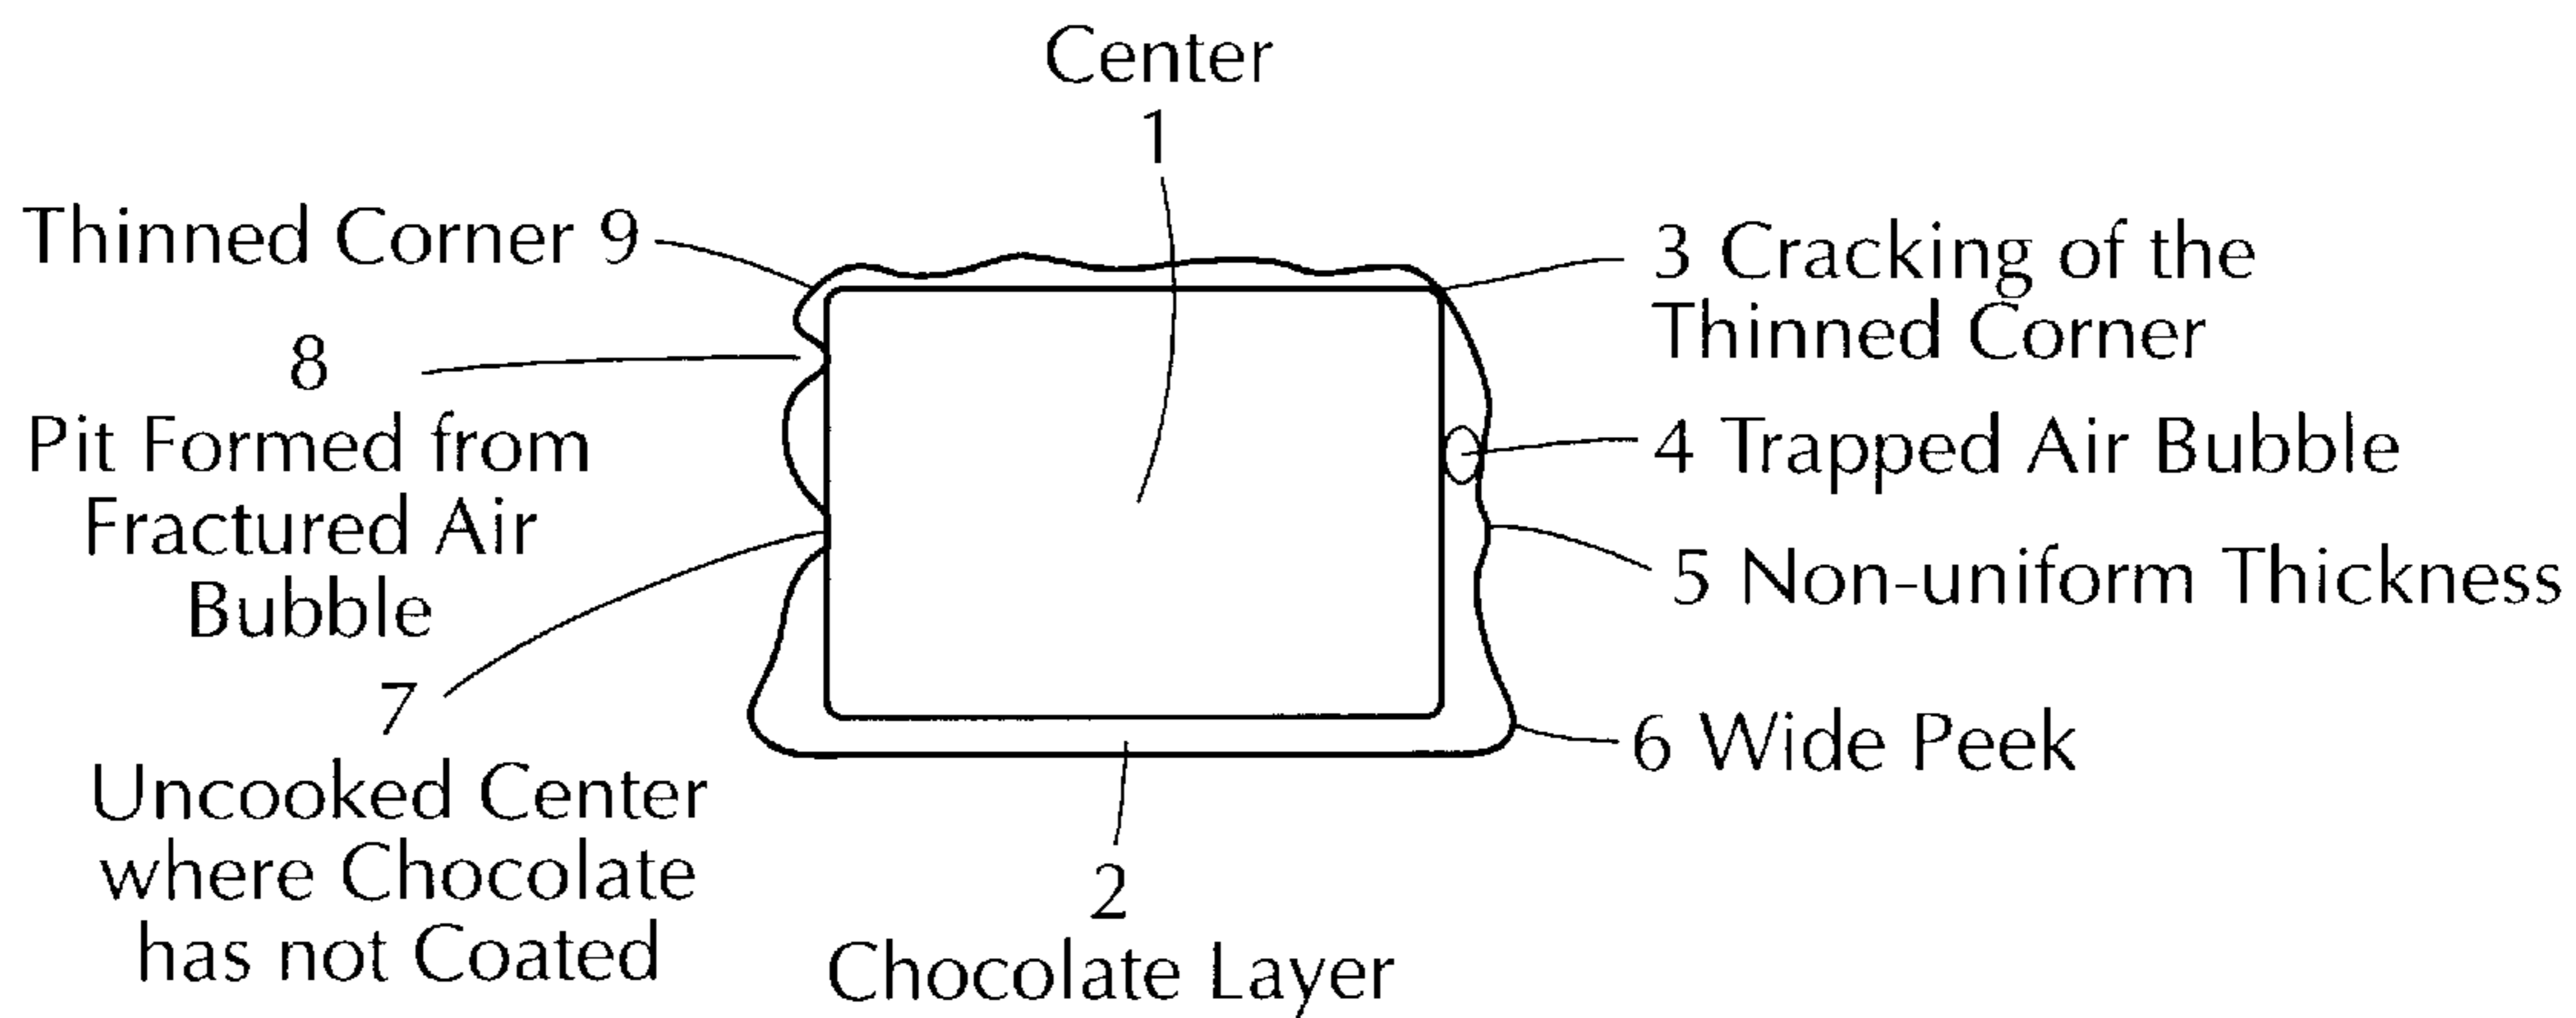 Center
1
Thinned Corner 9
3 Cracking of the
Thinned Corner
8
Pit Formed from
Fractured Air
Bubble
4 Trapped Air Bubble
5 Non-uniform Thickness
7
Uncooked Center
where Chocolate
has not Coated
6 Wide Peek
2
Chocolate Layer